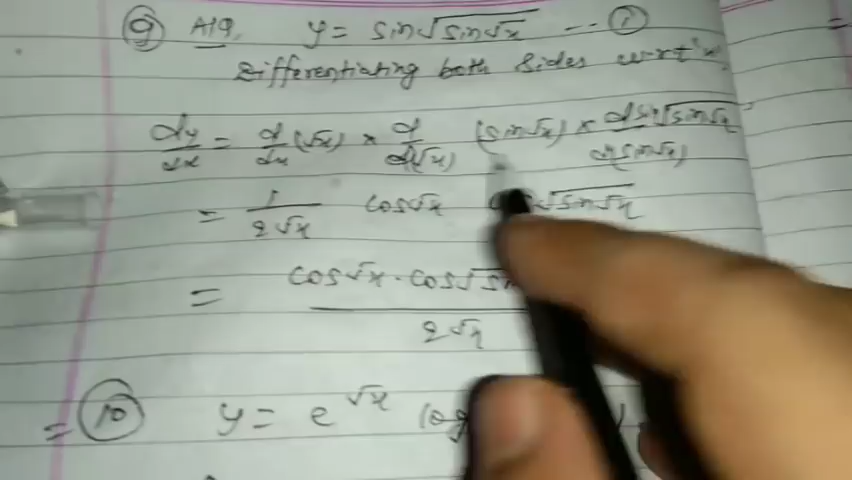 (9) A/Q, y = sin√(sin√x) --- (1)
Differentiating both sides w.r.t 'x'
dy/dx = d/dx (√x) × d/d(√x) (sin√x) × d sin√(sin√x)/d(sin√x)
= 1/(2√x) cos√x √(sin√x)
= cos√x · cos√ / 2√x
= (10) y = e^√x log